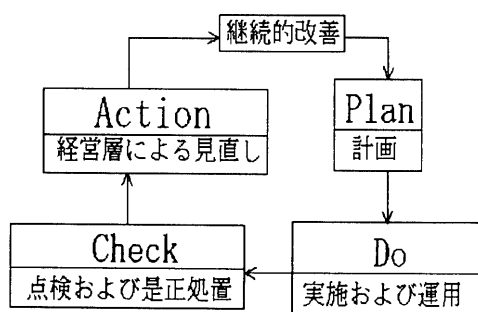 継続的改善
Plan
計画
Do
実施および運用
Check
点検および是正処置
Action
経営層による見直し